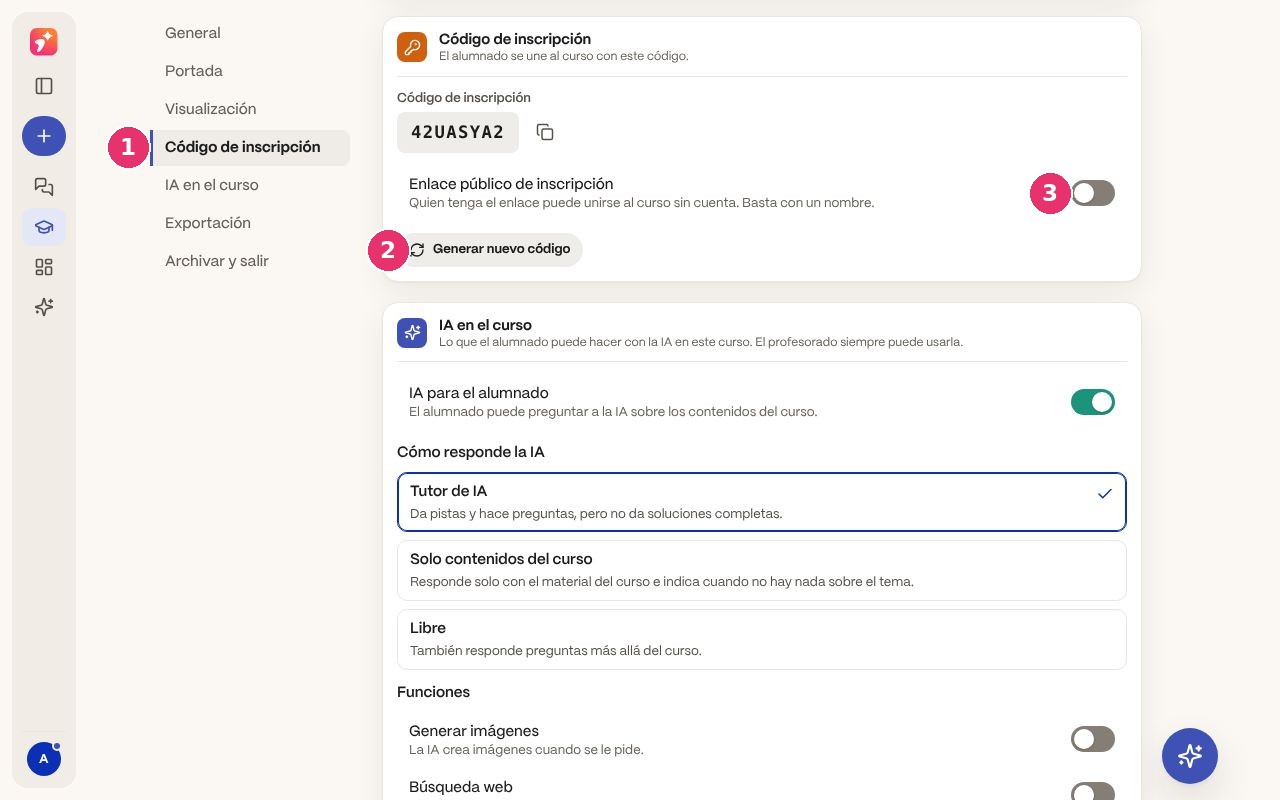 General
Portada
Visualización
1
Código de inscripción
IA en el curso
Exportación
Archivar y salir
A
Código de inscripción
El alumnado se une al curso con este código.
Código de inscripción
42UASYA2
Enlace público de inscripción
Quien tenga el enlace puede unirse al curso sin cuenta. Basta con un nombre.
3
2
Generar nuevo código
IA en el curso
Lo que el alumnado puede hacer con la IA en este curso. El profesorado siempre puede usarla.
IA para el alumnado
El alumnado puede preguntar a la IA sobre los contenidos del curso.
Cómo responde la IA
Tutor de IA
Da pistas y hace preguntas, pero no da soluciones completas.
Solo contenidos del curso
Responde solo con el material del curso e indica cuando no hay nada sobre el tema.
Libre
También responde preguntas más allá del curso.
Funciones
Generar imágenes
La IA crea imágenes cuando se le pide.
Búsqueda web